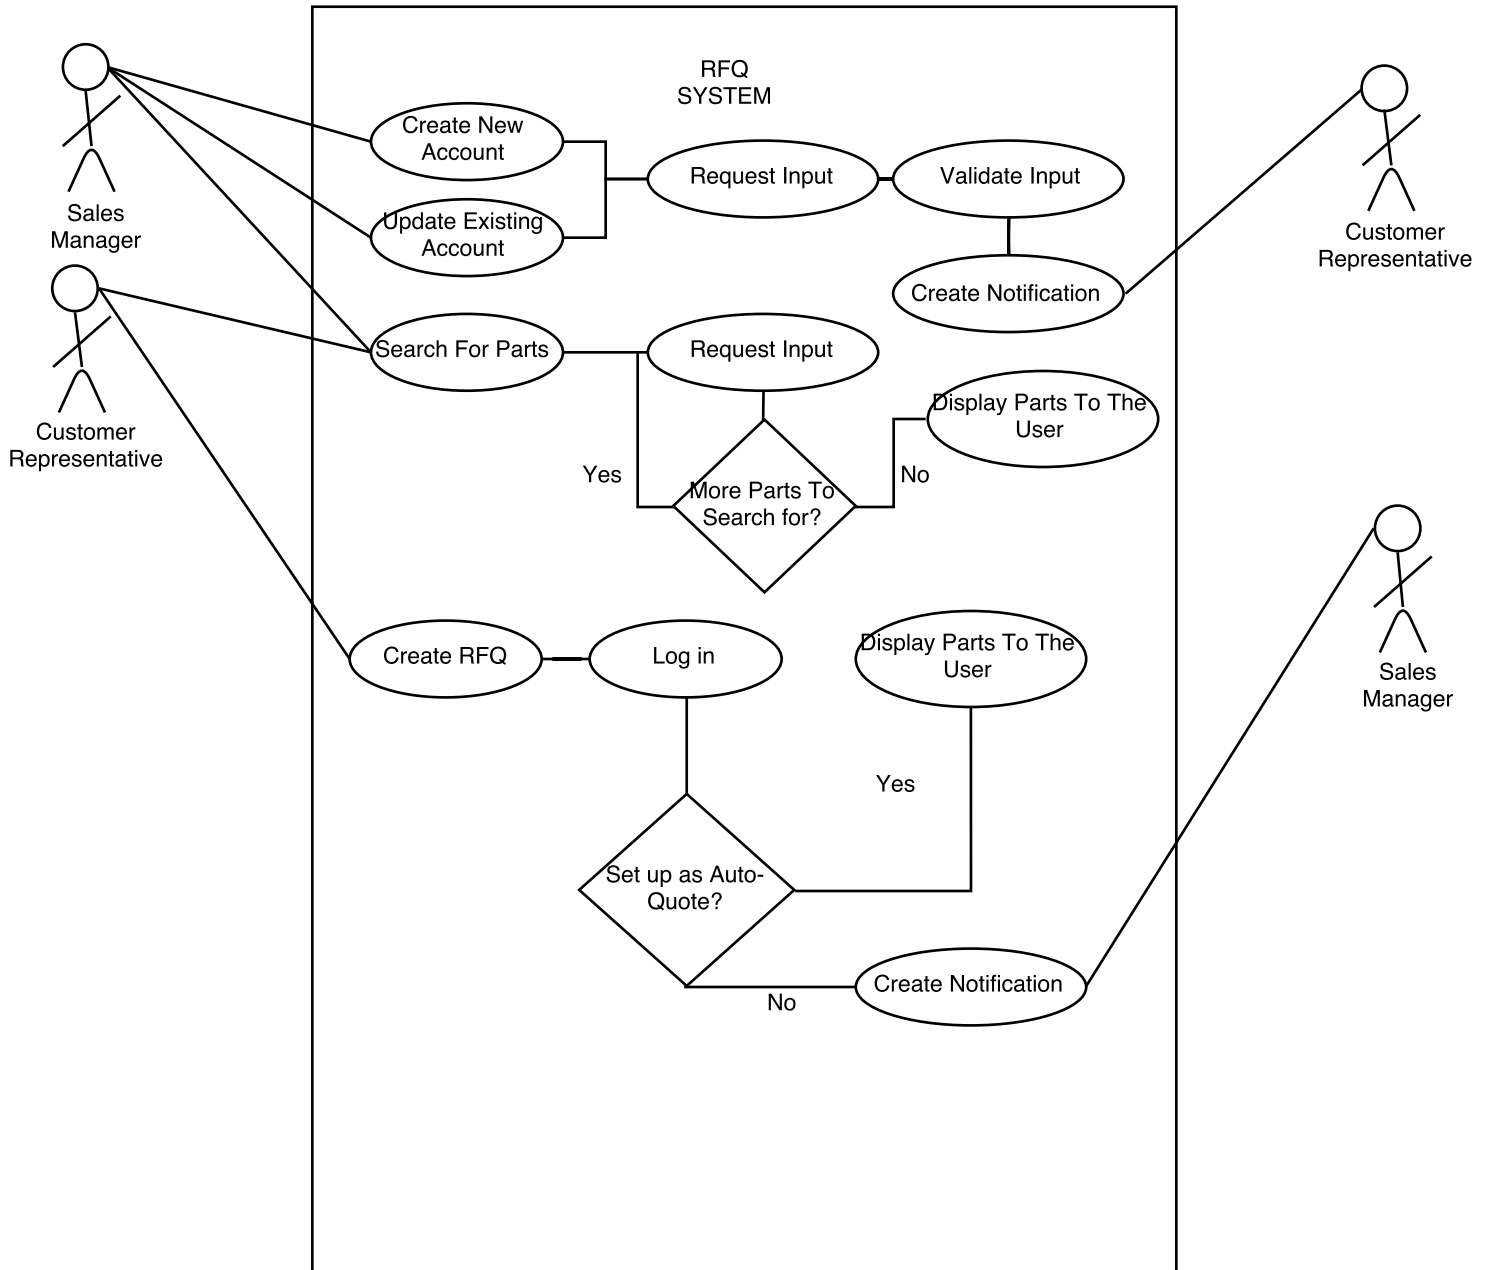 RFQ
SYSTEM
Create New
Account
Request Input
Validate Input
Sales
Manager
Update Existing
Account
Customer
Representative
Create Notification
Search For Parts
Request Input
Customer
Representative
Display Parts To The
User
Yes
No
More Parts To
Search for?
Create RFQ
Log in
Display Parts To The
User
Sales
Manager
Yes
Set up as Auto-
Quote?
Create Notification
No